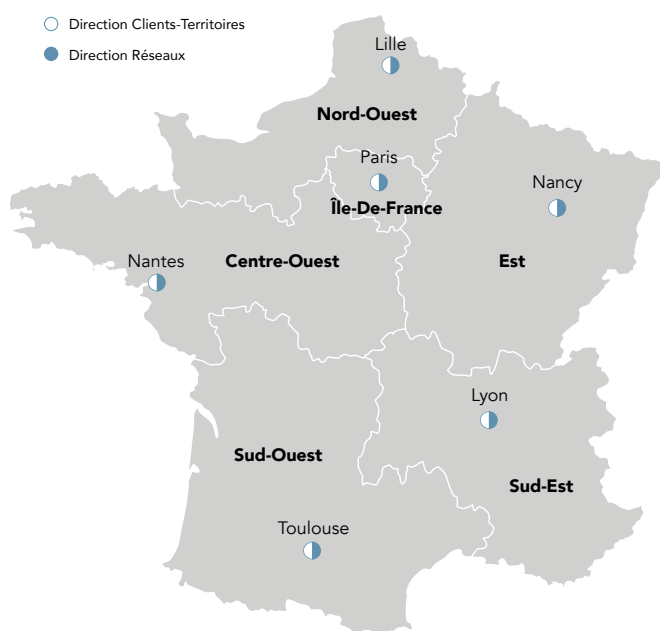 Direction Clients-Territoires
Direction Réseaux
Lille
Nord-Ouest
Paris
Île-De-France
Nancy
Nantes
Centre-Ouest
Est
Lyon
Sud-Ouest
Sud-Est
Toulouse